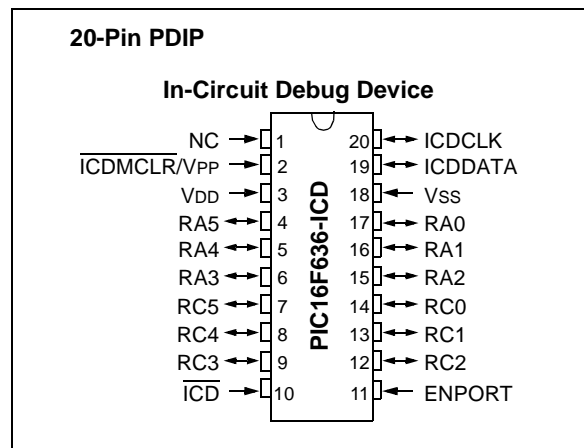 20-Pin PDIP
In-Circuit Debug Device
NC 1 20 ICDCLK
ICDMCLR/VPP 2 19 ICDDATA
VDD 3 18 VSS
RA5 4 17 RA0
RA4 5 16 RA1
RA3 6 15 RA2
RC5 7 14 RC0
RC4 8 13 RC1
RC3 9 12 RC2
ICD 10 11 ENPORT
PIC16F636-ICD